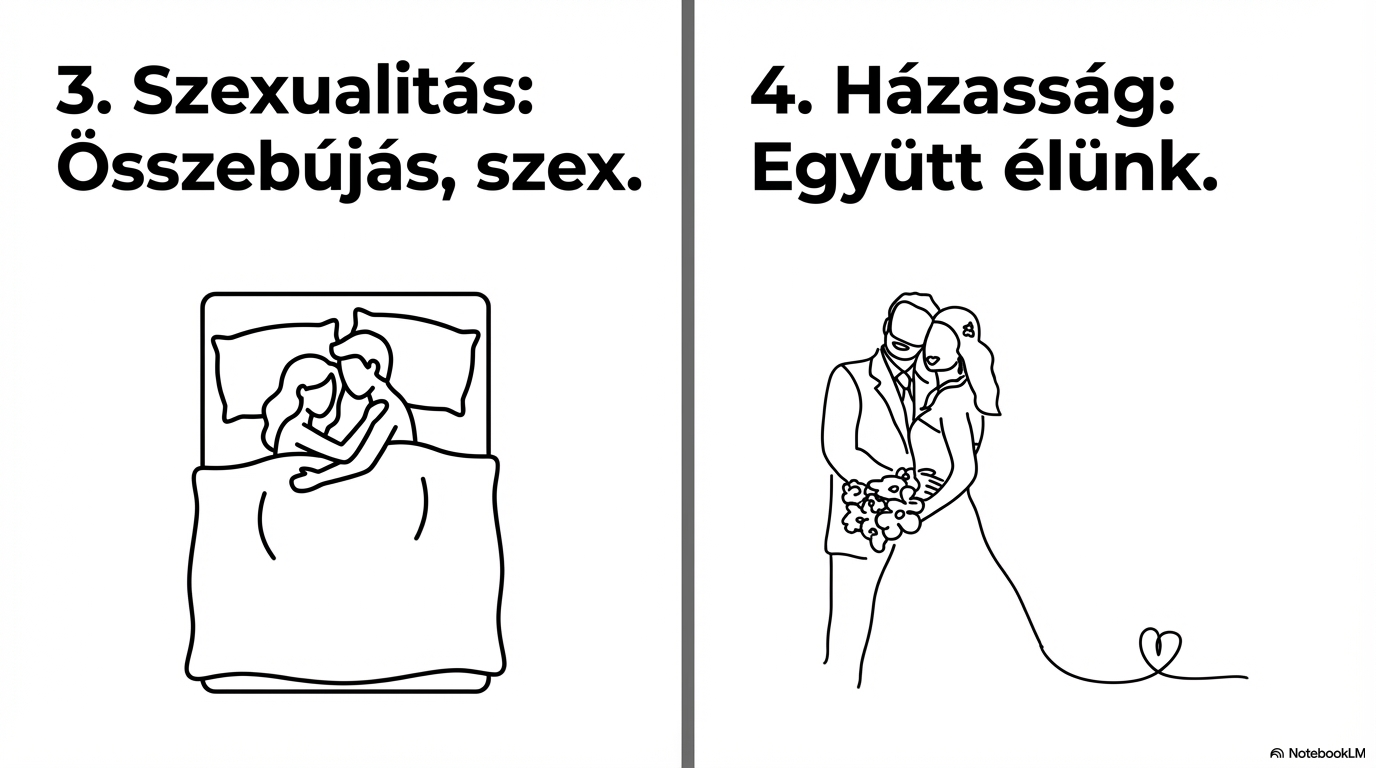 3. Szexualitás:
Összebújás, szex.
4. Házasság:
Együtt élünk.
NotebookLM